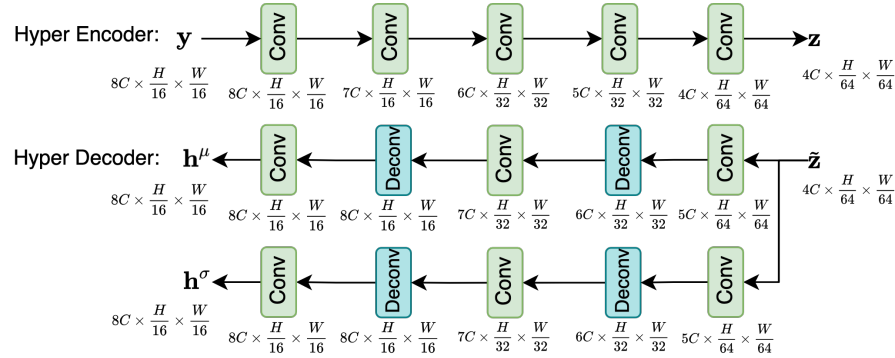 Hyper Encoder: y Conv Conv Conv Conv Conv z
8C × H/16 × W/16 8C × H/16 × W/16 7C × H/16 × W/16 6C × H/32 × W/32 5C × H/32 × W/32 4C × H/64 × W/64 4C × H/64 × W/64
Hyper Decoder: h^μ Conv Deconv Conv Deconv Conv z̃
8C × H/16 × W/16 8C × H/16 × W/16 8C × H/16 × W/16 7C × H/32 × W/32 6C × H/32 × W/32 5C × H/64 × W/64 4C × H/64 × W/64
h^σ Conv Deconv Conv Deconv Conv
8C × H/16 × W/16 8C × H/16 × W/16 8C × H/16 × W/16 7C × H/32 × W/32 6C × H/32 × W/32 5C × H/64 × W/64